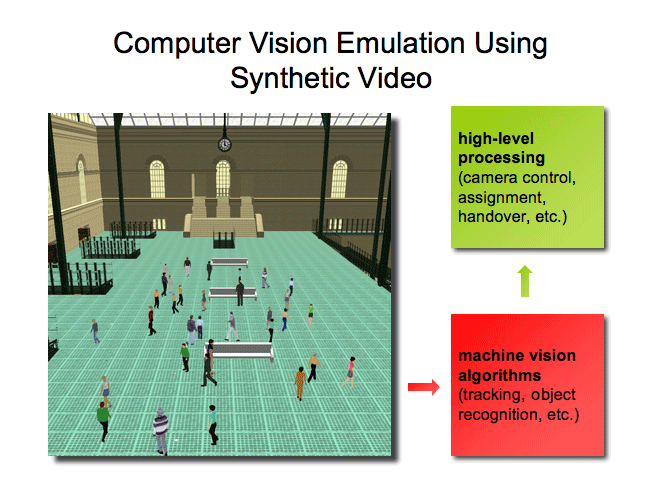 Computer Vision Emulation Using
Synthetic Video
high-level
processing
(camera control,
assignment,
handover, etc.)
machine vision
algorithms
(tracking, object
recognition, etc.)